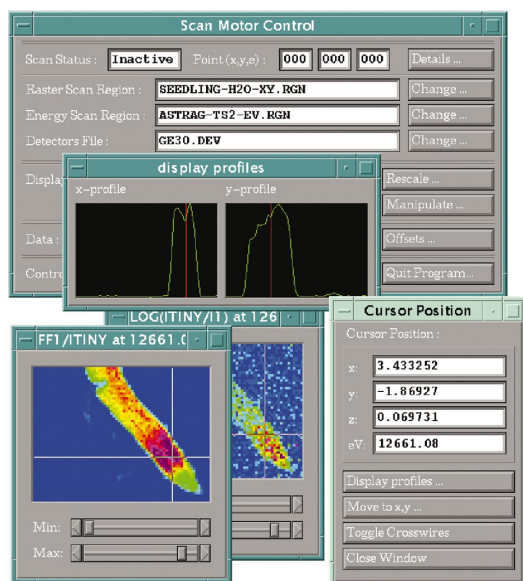 Scan Motor Control
Scan Status : Inactive Point (x,y,e) : 000 000 000 Details ...
Raster Scan Region : SEEDLING-H2O-XY.RGN Change ...
Energy Scan Region : ASTRAG-TS2-EV.RGN Change ...
Detectors File : GE30.DEV Change ...
display profiles
x-profile y-profile
Displa Rescale ...
Manipulate ...
Data : Offsets ...
Contro Quit Program...
LOG(ITINY/I1) at 126
FF1/ITINY at 12661.0
Min:
Max:
Cursor Position
Cursor Position :
x: 3.433252
y: -1.86927
z: 0.069731
eV: 12661.08
Display profiles ...
Move to x,y ...
Toggle Crosswires
Close Window